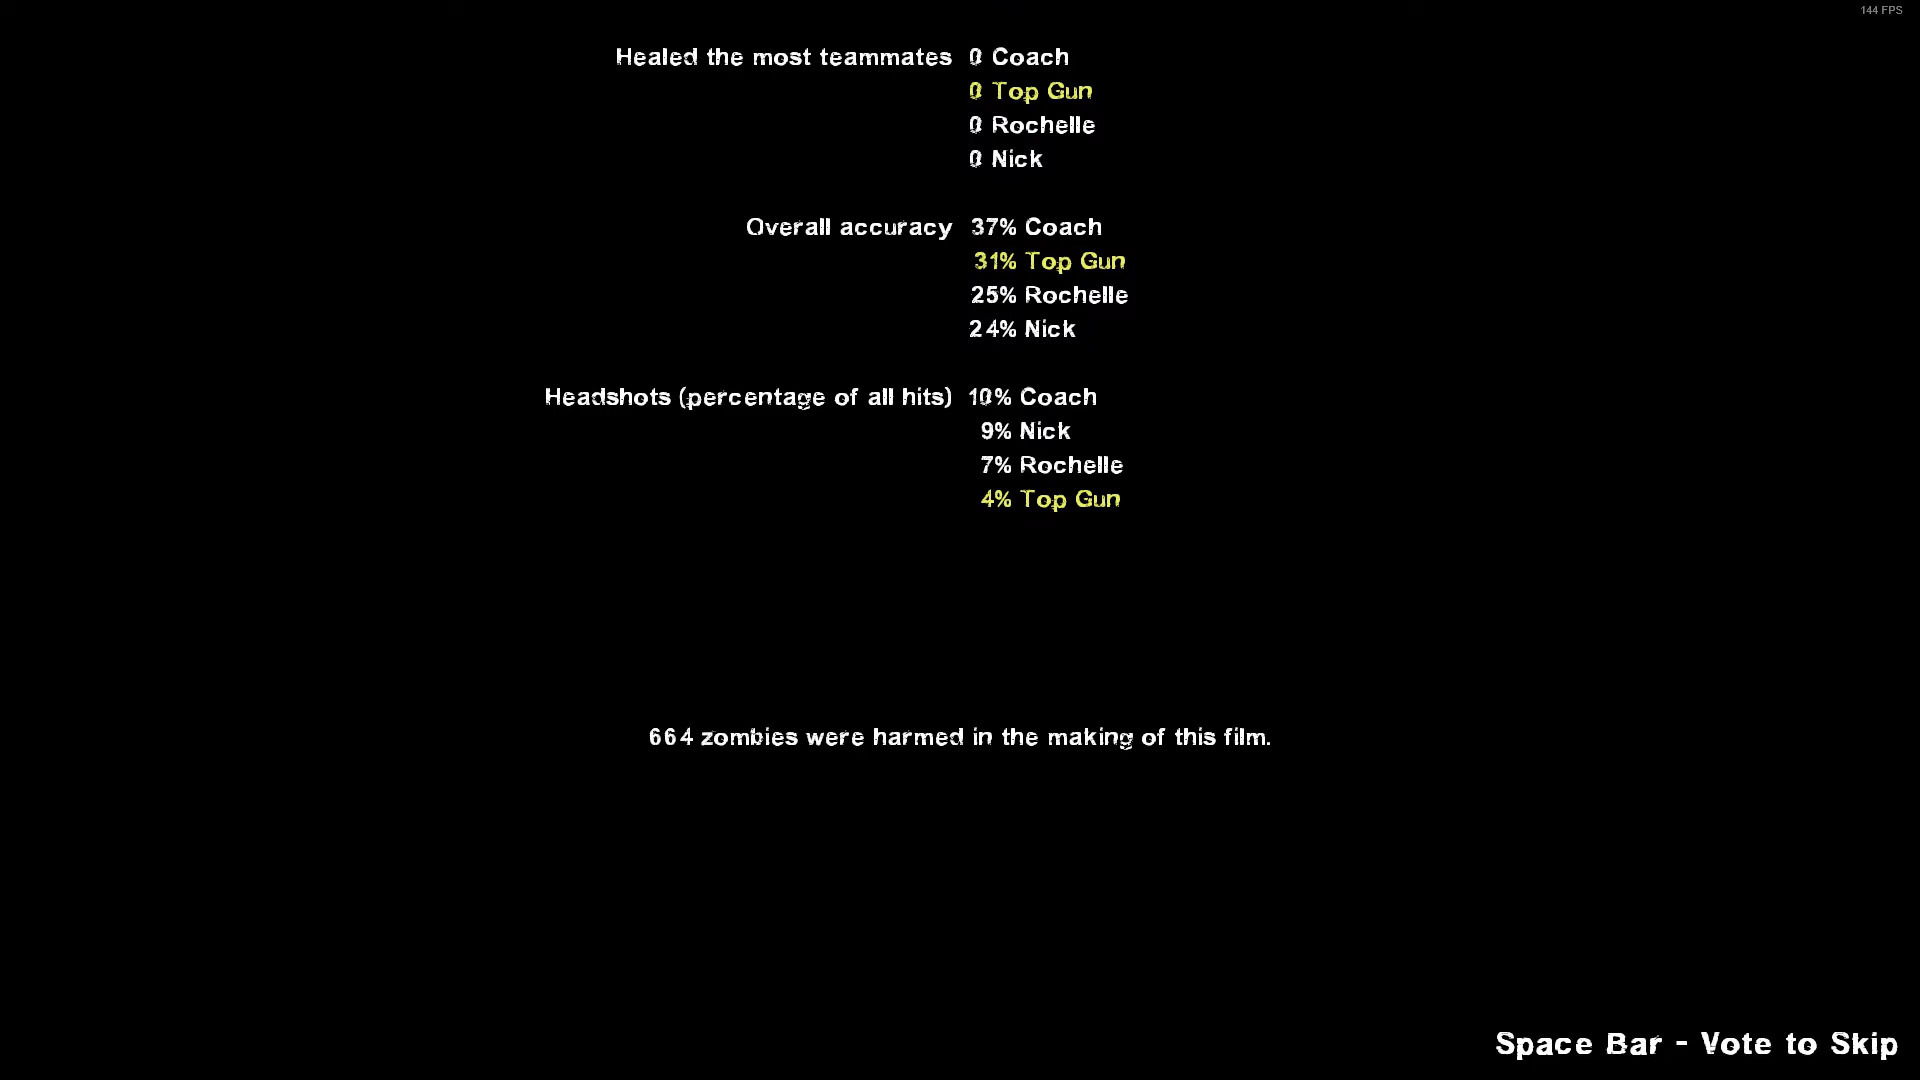 144 FPS
Healed the most teammates 0 Coach
0 Top Gun
0 Rochelle
0 Nick
Overall accuracy 37% Coach
31% Top Gun
25% Rochelle
24% Nick
Headshots (percentage of all hits) 10% Coach
9% Nick
7% Rochelle
4% Top Gun
664 zombies were harmed in the making of this film.
Space Bar - Vote to Skip